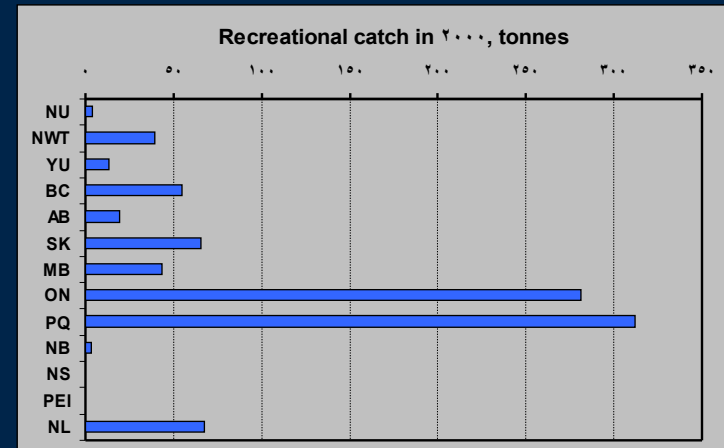 Recreational catch in ٢٠٠٠, tonnes
٠ ٥٠ ١٠٠ ١٥٠ ٢٠٠ ٢٥٠ ٣٠٠ ٣٥٠
NU
NWT
YU
BC
AB
SK
MB
ON
PQ
NB
NS
PEI
NL